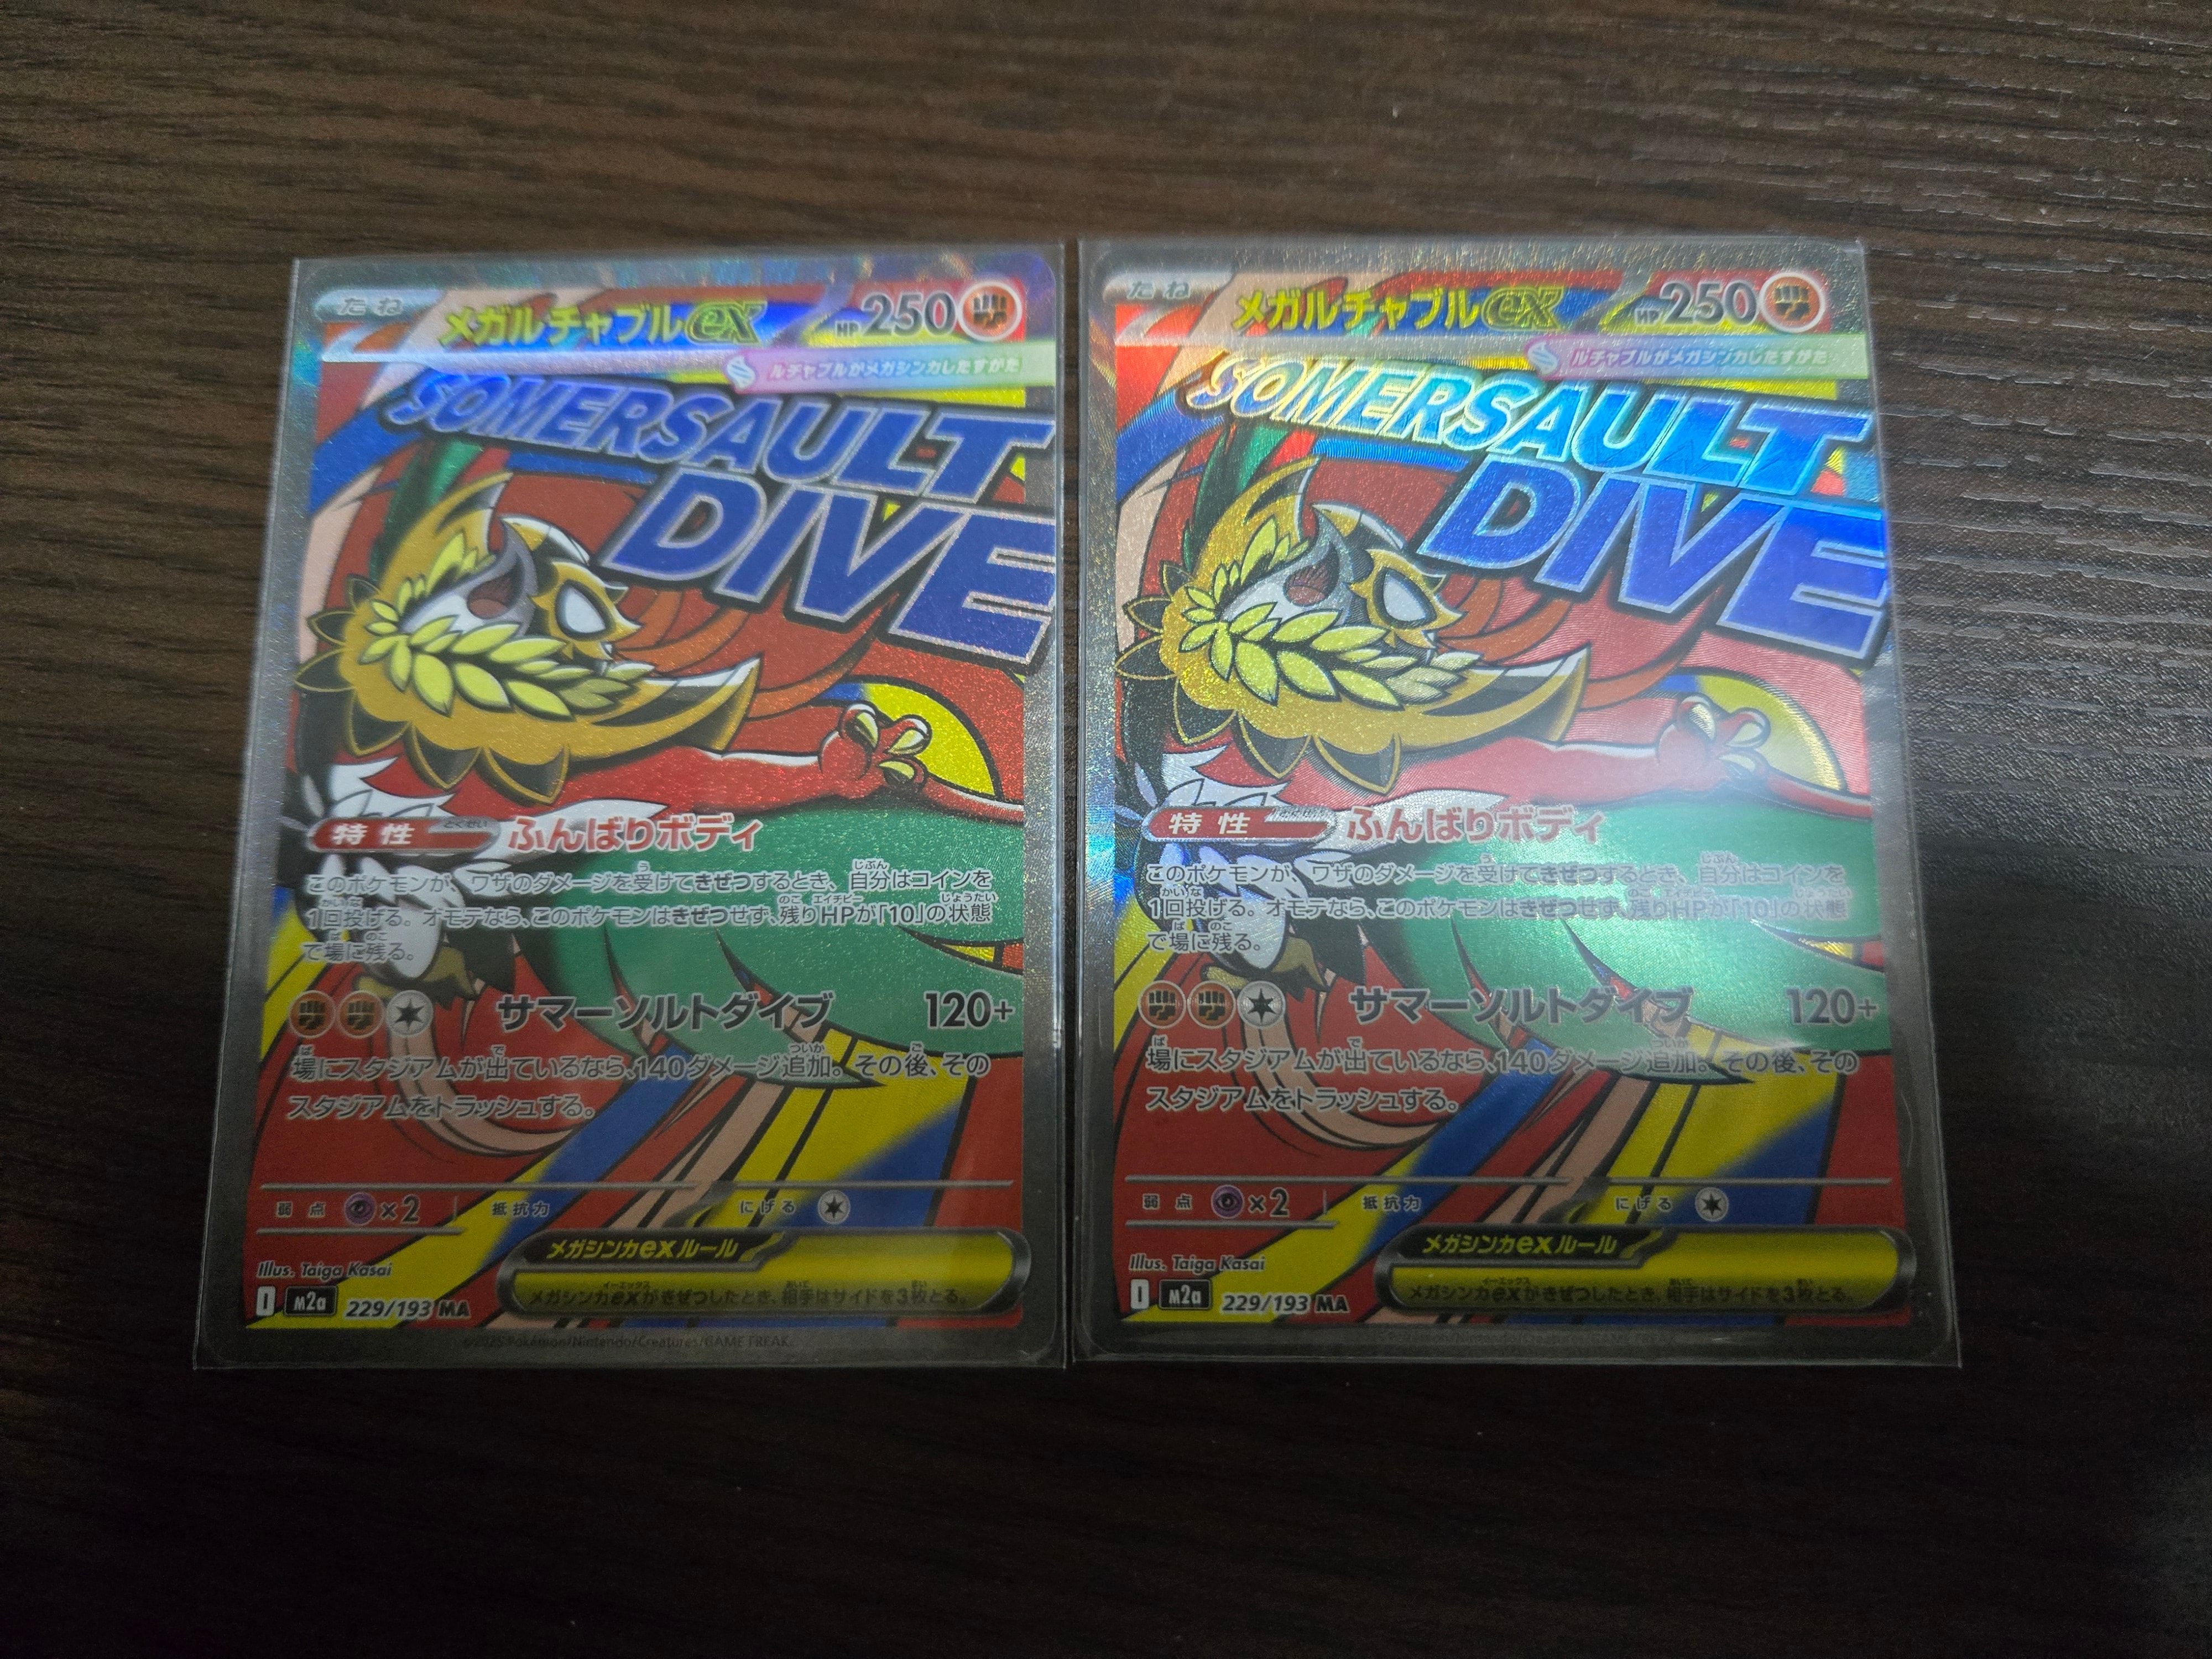 たね
メガルチャブルex HP250
ルチャブルがメガシンカしたすがた
SOMERSAULT
DIVE
特性 とくせい ふんばりボディ
このポケモンが、ワザのダメージを受けてきぜつするとき、自分はコインを
1回投げる。オモテなら、このポケモンはきぜつせず、残りHPが「10」の状態
で場に残る。
サマーソルトダイブ 120+
場にスタジアムが出ているなら、140ダメージ追加。その後、その
スタジアムをトラッシュする。
弱点 ×2 抵抗力 にげる
メガシンカexルール
メガシンカexがきぜつしたとき、相手はサイドを3枚とる。
Illus. Taiga Kasai
I m2a 229/193 MA
©2025 Pokémon/Nintendo/Creatures/GAME FREAK.
たね
メガルチャブルex HP250
ルチャブルがメガシンカしたすがた
SOMERSAULT
DIVE
特性 ふんばりボディ
このポケモンが、ワザのダメージを受けてきぜつするとき、自分はコインを
1回投げる。オモテなら、このポケモンはきぜつせず、残りHPが「10」の状態
で場に残る。
サマーソルトダイブ 120+
場にスタジアムが出ているなら、140ダメージ追加。その後、その
スタジアムをトラッシュする。
弱点 ×2 抵抗力 にげる
メガシンカexルール
メガシンカexがきぜつしたとき、相手はサイドを3枚とる。
Illus. Taiga Kasai
I m2a 229/193 MA